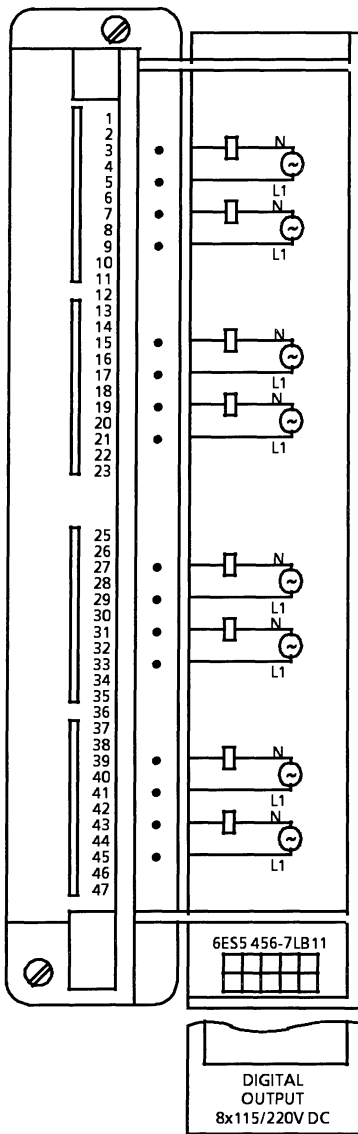 1
2
3
4
5
6
7
8
9
10
11
12
13
14
15
16
17
18
19
20
21
22
23
25
26
27
28
29
30
31
32
33
34
35
36
37
38
39
40
41
42
43
44
45
46
47
N
L1
N
L1
N
L1
N
L1
N
L1
N
L1
N
L1
N
L1
6ES5 456-7LB11
DIGITAL
OUTPUT
8x115/220V DC